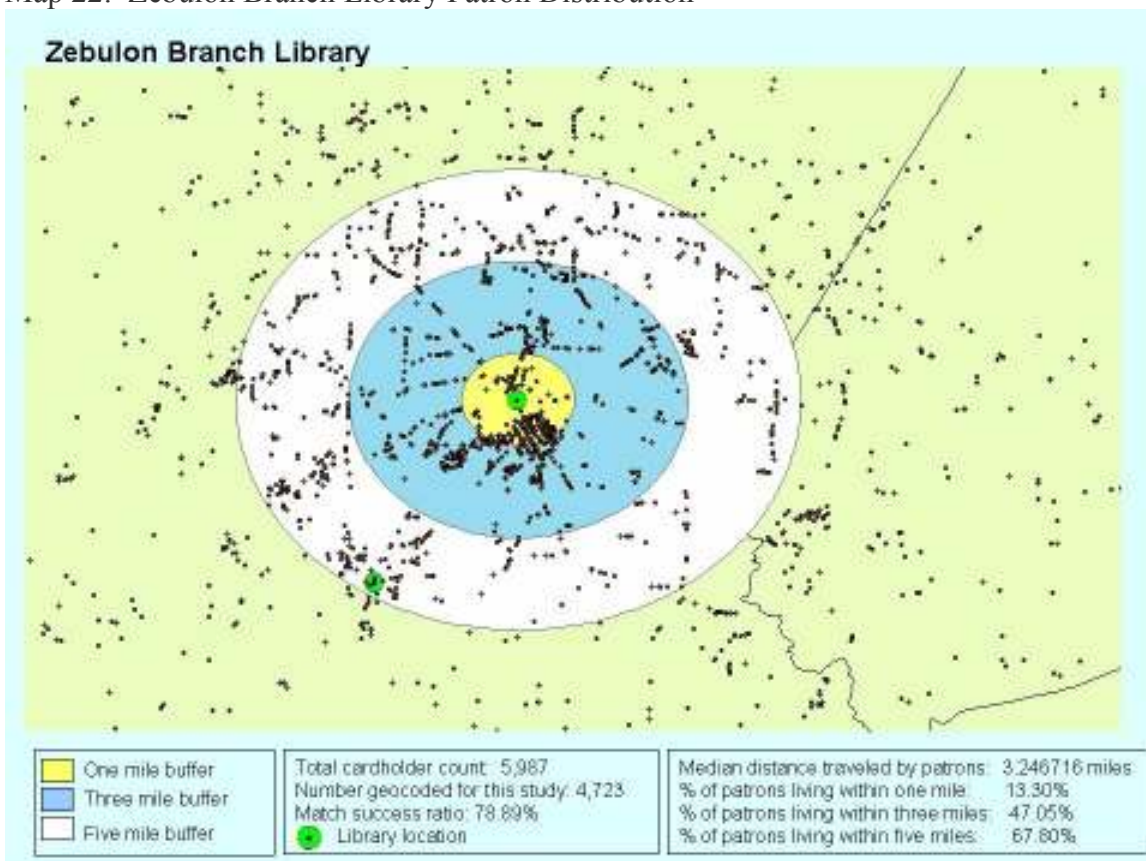 Map 22: Zebulon Branch Library Patron Distribution
Zebulon Branch Library
One mile buffer
Three mile buffer
Five mile buffer
Total cardholder count: 5,987
Number geocoded for this study: 4,723
Match success ratio: 78.89%
Library location
Median distance traveled by patrons: 3.246716 miles
% of patrons living within one mile: 13.30%
% of patrons living within three miles: 47.05%
% of patrons living within five miles: 67.80%